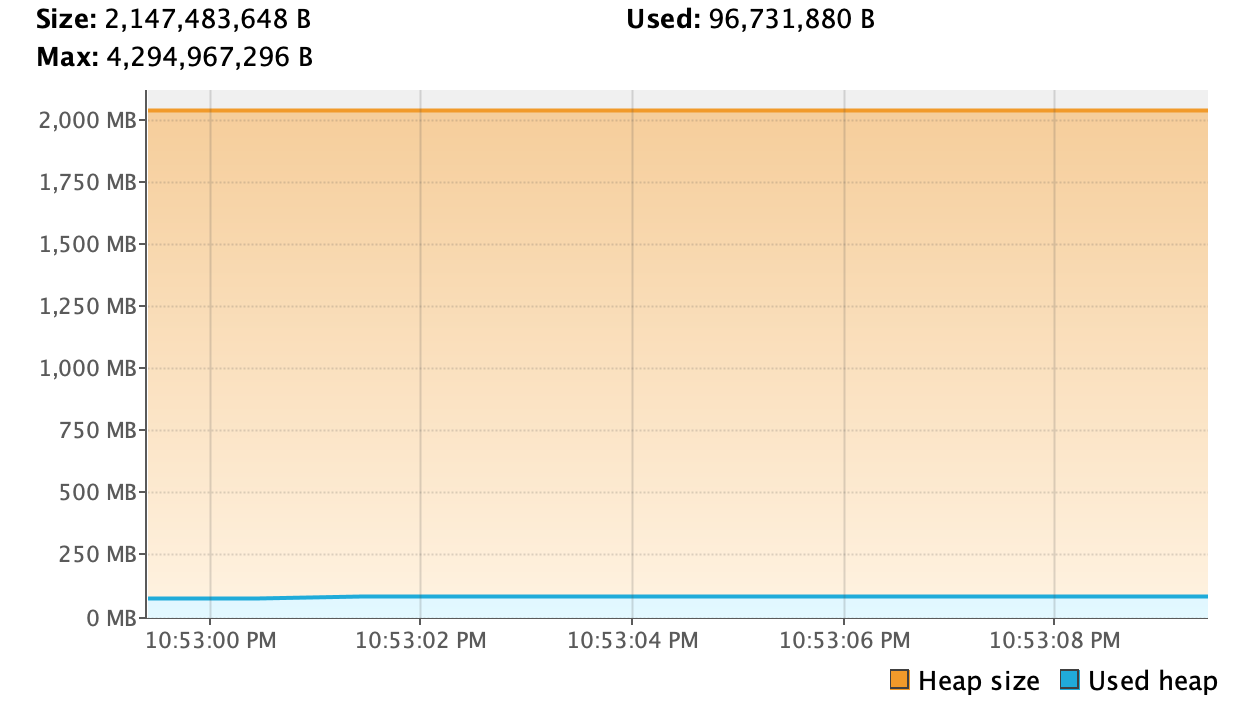 Size: 2,147,483,648 B Used: 96,731,880 B
Max: 4,294,967,296 B
2,000 MB
1,750 MB
1,500 MB
1,250 MB
1,000 MB
750 MB
500 MB
250 MB
0 MB
10:53:00 PM 10:53:02 PM 10:53:04 PM 10:53:06 PM 10:53:08 PM
Heap size Used heap